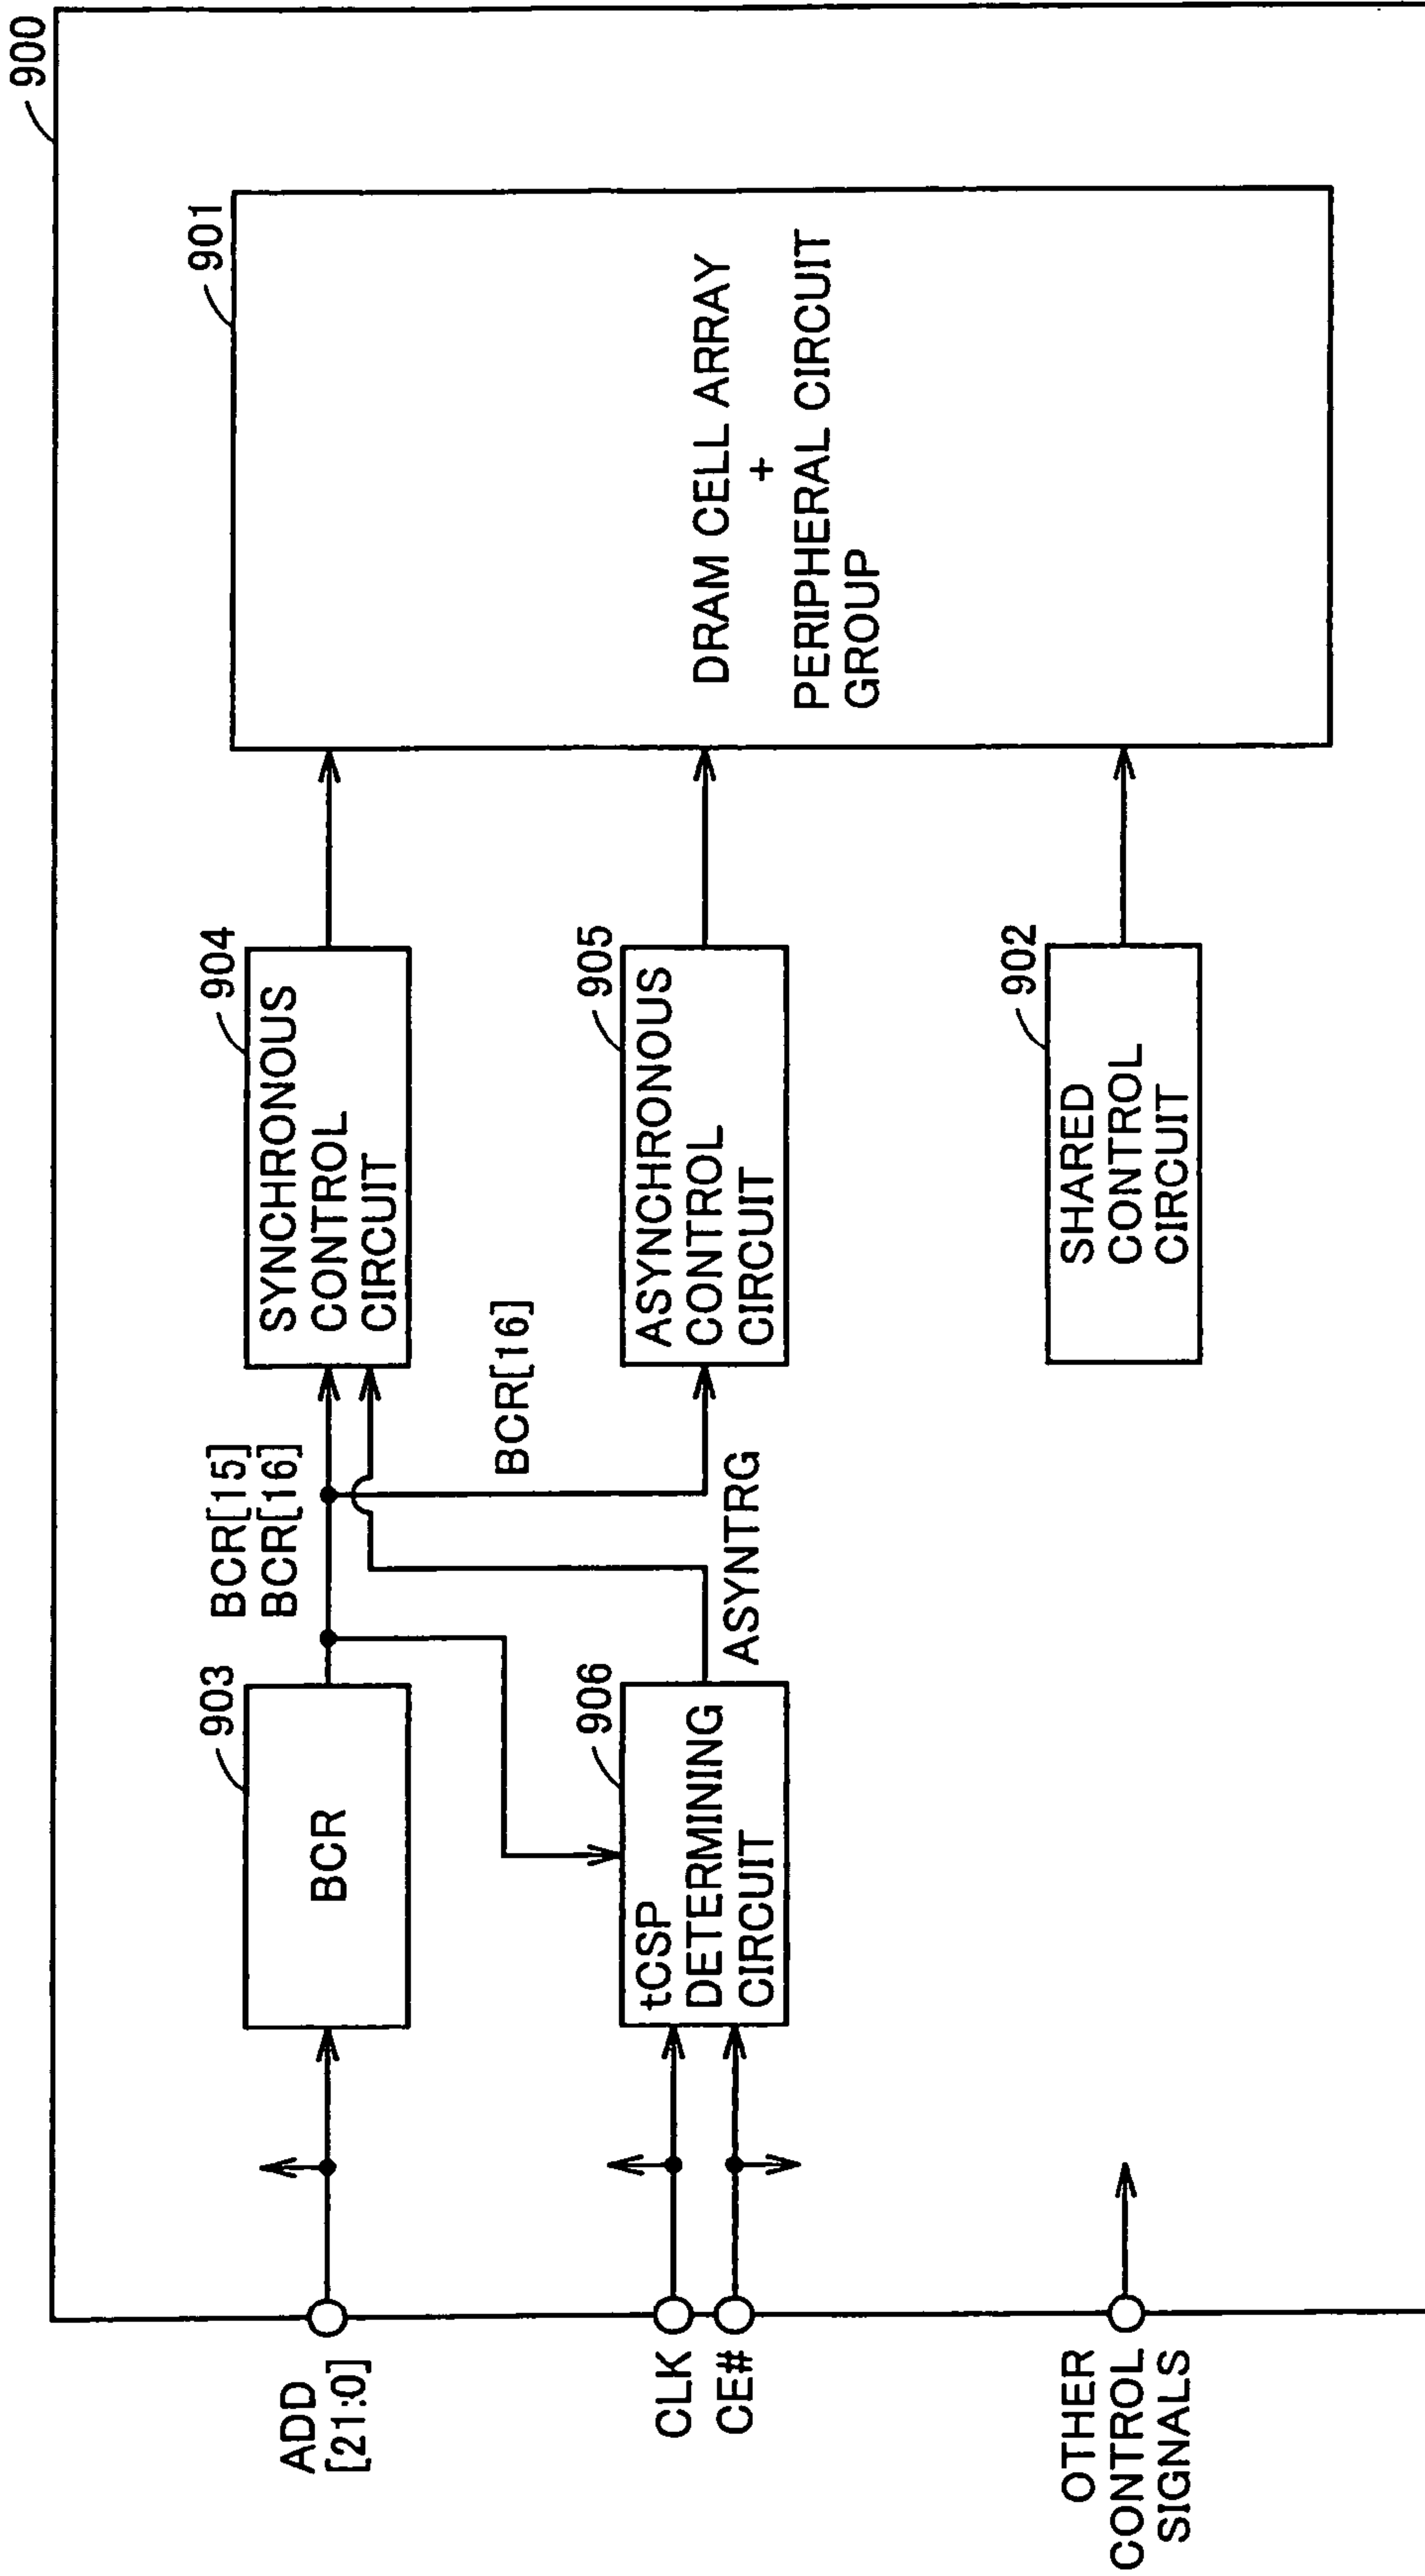 900
901
DRAM CELL ARRAY
+
PERIPHERAL CIRCUIT
GROUP
904
SYNCHRONOUS
CONTROL
CIRCUIT
905
ASYNCHRONOUS
CONTROL
CIRCUIT
902
SHARED
CONTROL
CIRCUIT
BCR[15]
BCR[16]
BCR[16]
ASYNTRG
903
BCR
906
tCSP
DETERMINING
CIRCUIT
ADD
[21:0]
CLK
CE#
OTHER
CONTROL
SIGNALS